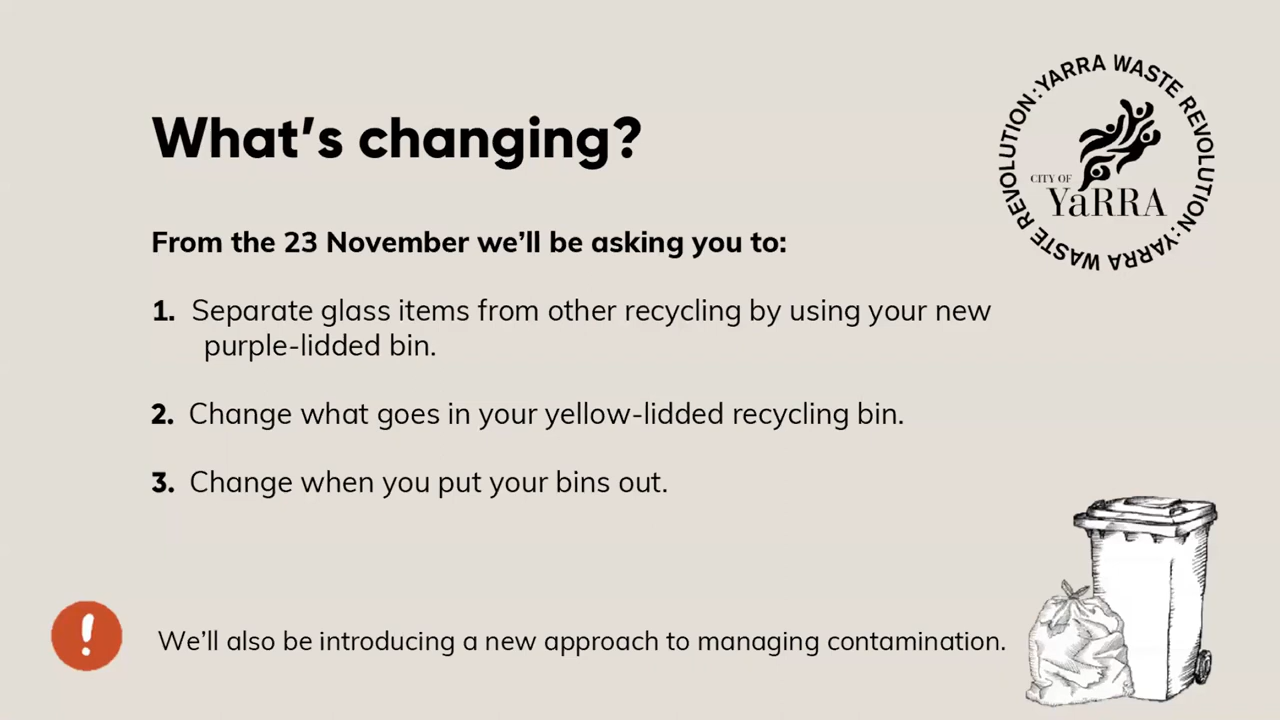 What's changing?
From the 23 November we'll be asking you to:
1. Separate glass items from other recycling by using your new
purple-lidded bin.
2. Change what goes in your yellow-lidded recycling bin.
3. Change when you put your bins out.
We'll also be introducing a new approach to managing contamination.
YARRA WASTE REVOLUTION:YARRA WASTE REVOLUTION:
CITY OF
YaRRA
!